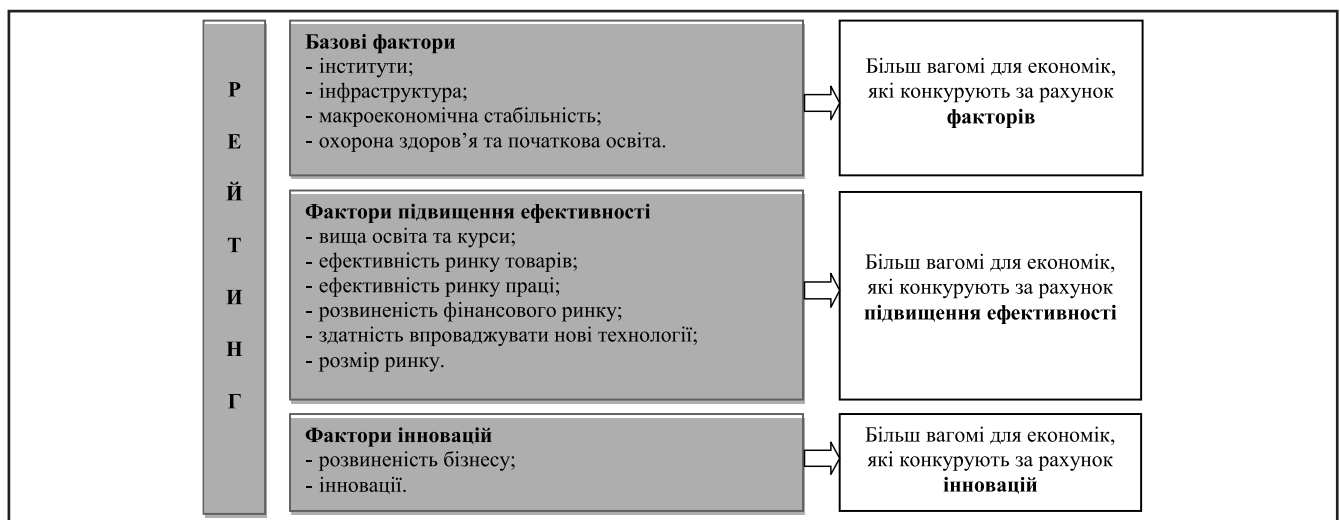 РЕЙТИНГ
Базові фактори
- інститути;
- інфраструктура;
- макроекономічна стабільність;
- охорона здоров’я та початкова освіта.
Більш вагомі для економік,
які конкурують за рахунок
факторів
Фактори підвищення ефективності
- вища освіта та курси;
- ефективність ринку товарів;
- ефективність ринку праці;
- розвиненість фінансового ринку;
- здатність впроваджувати нові технології;
- розмір ринку.
Більш вагомі для економік,
які конкурують за рахунок
підвищення ефективності
Фактори інновацій
- розвиненість бізнесу;
- інновації.
Більш вагомі для економік,
які конкурують за рахунок
інновацій